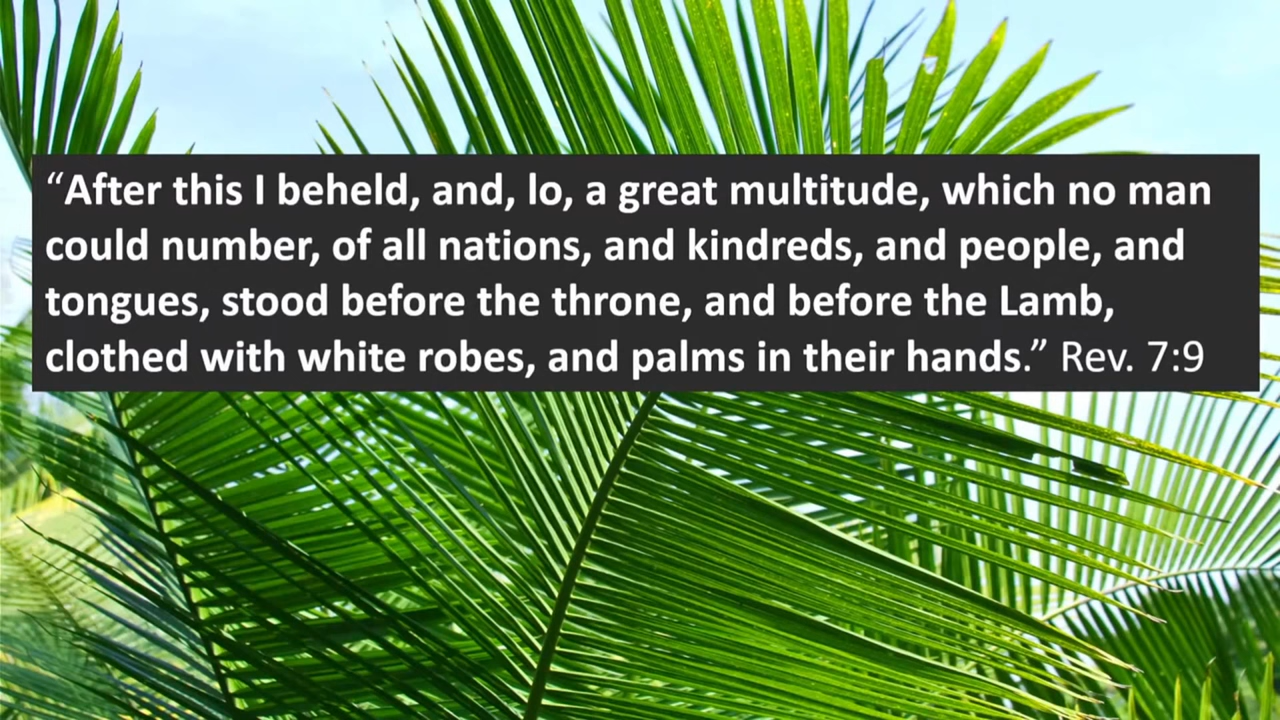 “After this I beheld, and, lo, a great multitude, which no man
could number, of all nations, and kindreds, and people, and
tongues, stood before the throne, and before the Lamb,
clothed with white robes, and palms in their hands.” Rev. 7:9